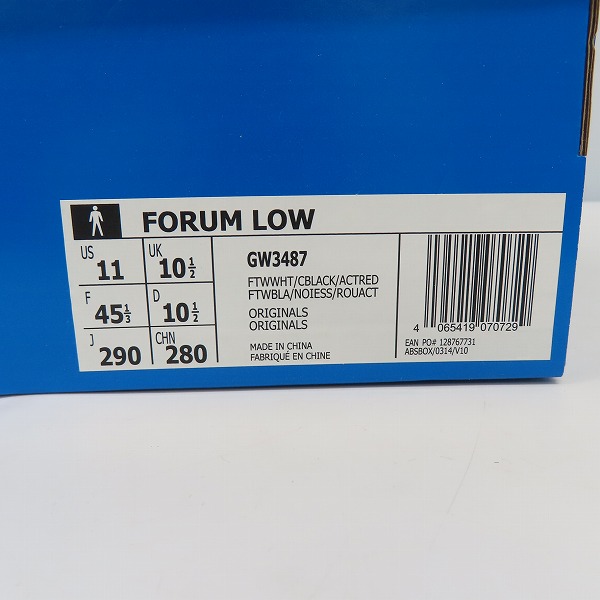 FORUM LOW
US 11 UK 10 1/2
F 45 1/3 D 10 1/2
J 290 CHN 280
GW3487
FTWWHT/CBLACK/ACTRED
FTWBLA/NOIESS/ROUACT
ORIGINALS
ORIGINALS
MADE IN CHINA
FABRIQUÉ EN CHINE
4 065419 070729
EAN PO# 128767731
ABSBOX/0314/V10